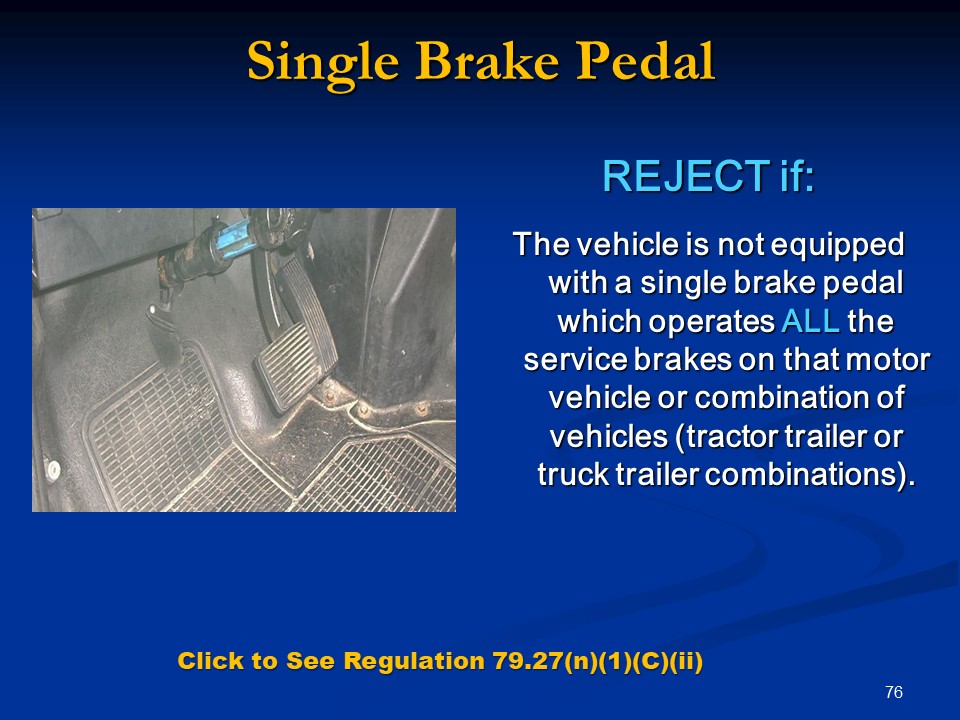 Single Brake Pedal
REJECT if:
The vehicle is not equipped
with a single brake pedal
which operates ALL the
service brakes on that motor
vehicle or combination of
vehicles (tractor trailer or
truck trailer combinations).
Click to See Regulation 79.27(n)(1)(C)(ii)
76